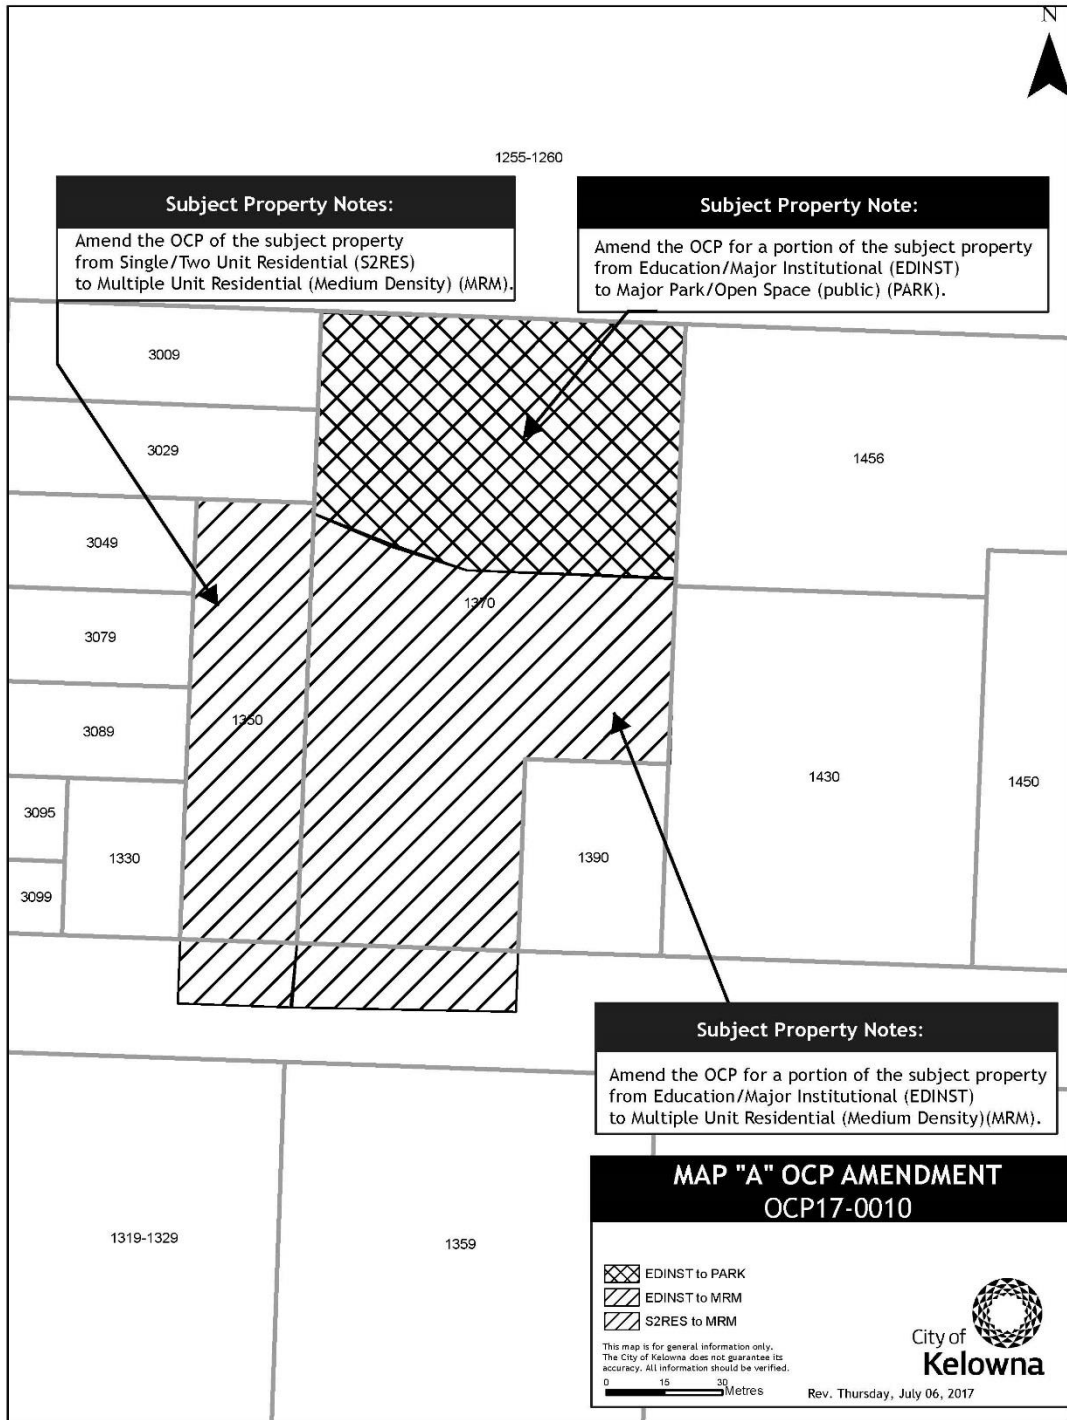 N
1255-1260
Subject Property Notes:
Amend the OCP of the subject property
from Single/Two Unit Residential (S2RES)
to Multiple Unit Residential (Medium Density) (MRM).
Subject Property Note:
Amend the OCP for a portion of the subject property
from Education/Major Institutional (EDINST)
to Major Park/Open Space (public) (PARK).
3009
3029
1456
3049
1370
3079
1350
3089
1430
1450
3095
1330
1390
3099
Subject Property Notes:
Amend the OCP for a portion of the subject property
from Education/Major Institutional (EDINST)
to Multiple Unit Residential (Medium Density)(MRM).
1319-1329
1359
MAP "A" OCP AMENDMENT
OCP17-0010
EDINST to PARK
EDINST to MRM
S2RES to MRM
This map is for general information only.
The City of Kelowna does not guarantee its
accuracy. All information should be verified.
0 15 30
Metres
City of
Kelowna
Rev. Thursday, July 06, 2017